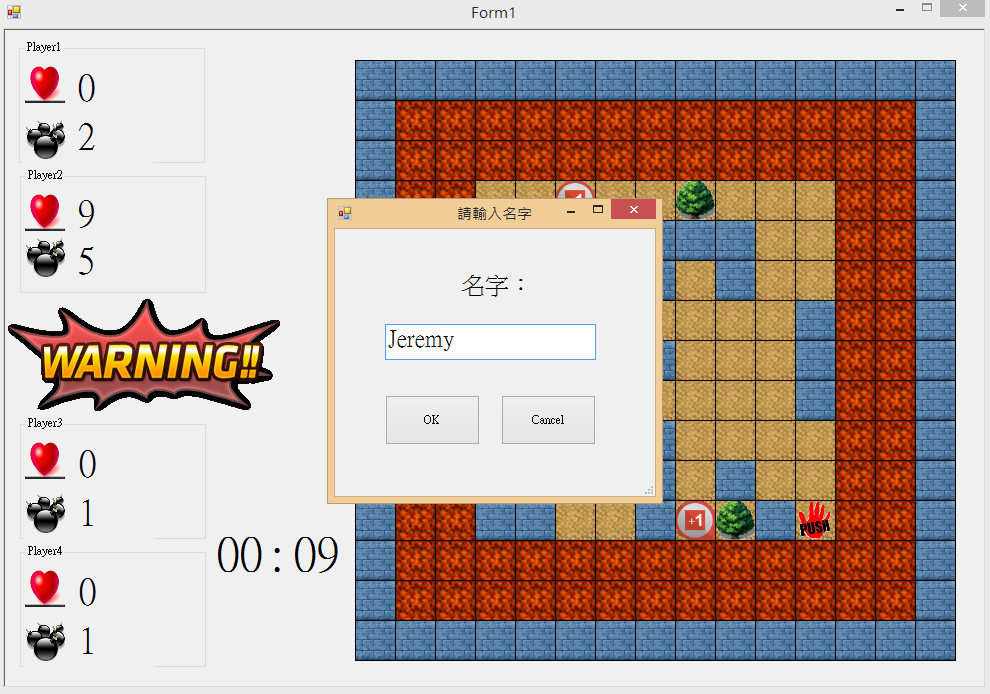 Form1
Player1
0
2
Player2
9
5
WARNING!!
Player3
0
1
Player4
0
1
00:09
請輸入名字
名字：
Jeremy
OK
Cancel
+1
PUSH